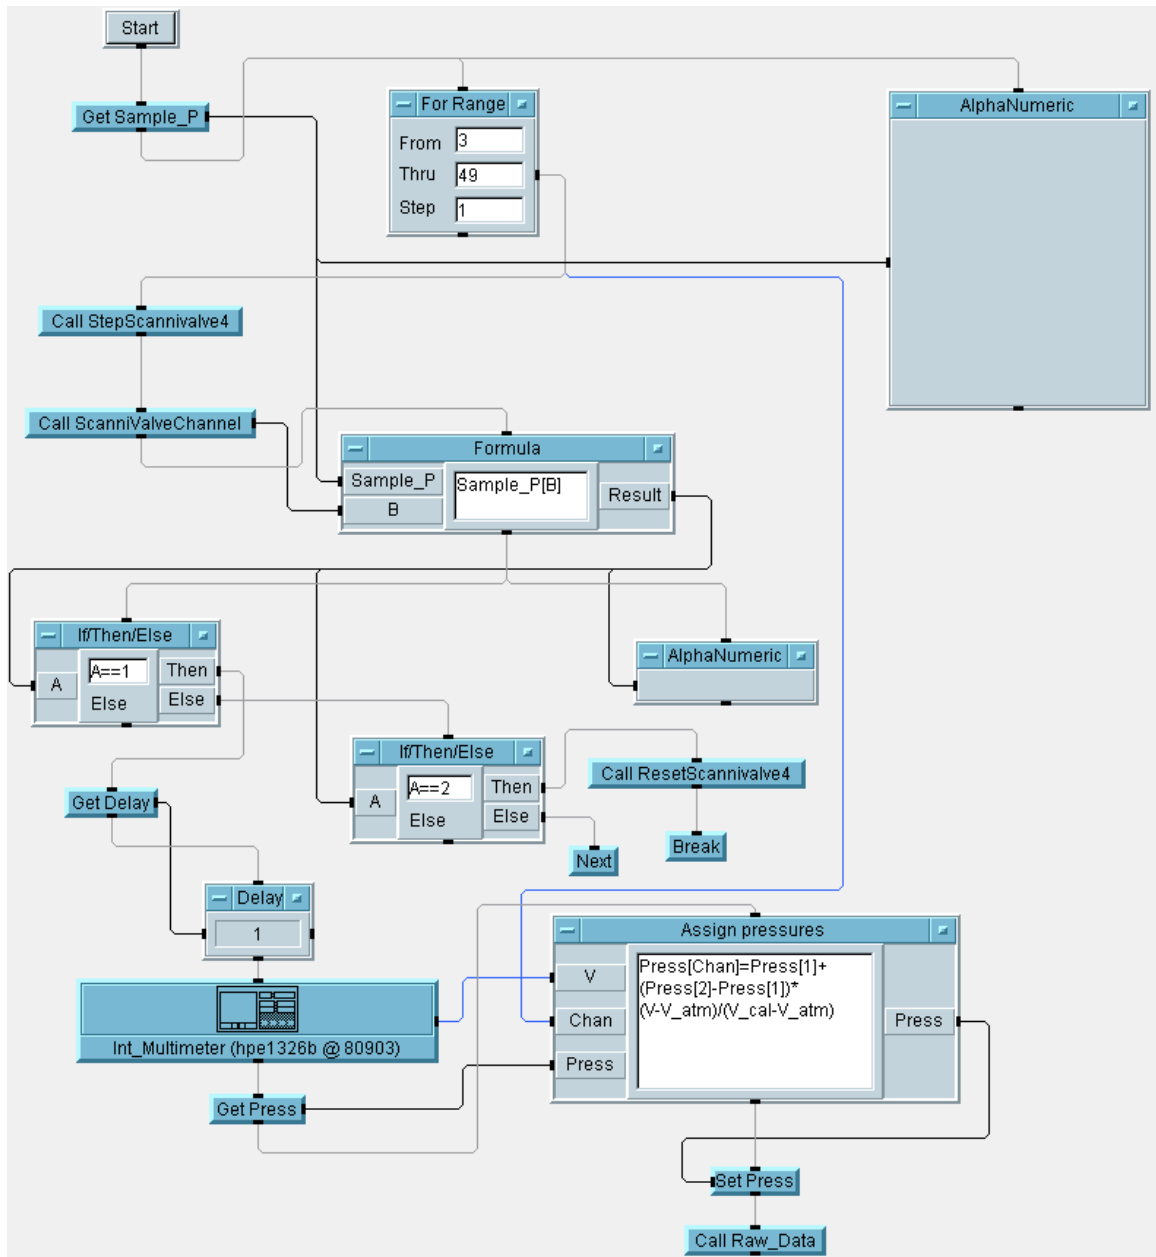 Start
Get Sample_P
For Range
From 3
Thru 49
Step 1
AlphaNumeric
Call StepScannivalve4
Call ScanniValveChannel
Formula
Sample_P
B
Sample_P[B]
Result
If/Then/Else
A
A==1
Else
Then
Else
AlphaNumeric
If/Then/Else
A
A==2
Else
Then
Else
Call ResetScannivalve4
Break
Next
Get Delay
Delay
1
Int_Multimeter (hpe1326b @ 80903)
Get Press
Assign pressures
V
Chan
Press
Press[Chan]=Press[1]+
(Press[2]-Press[1])*
(V-V_atm)/(V_cal-V_atm)
Press
Set Press
Call Raw_Data